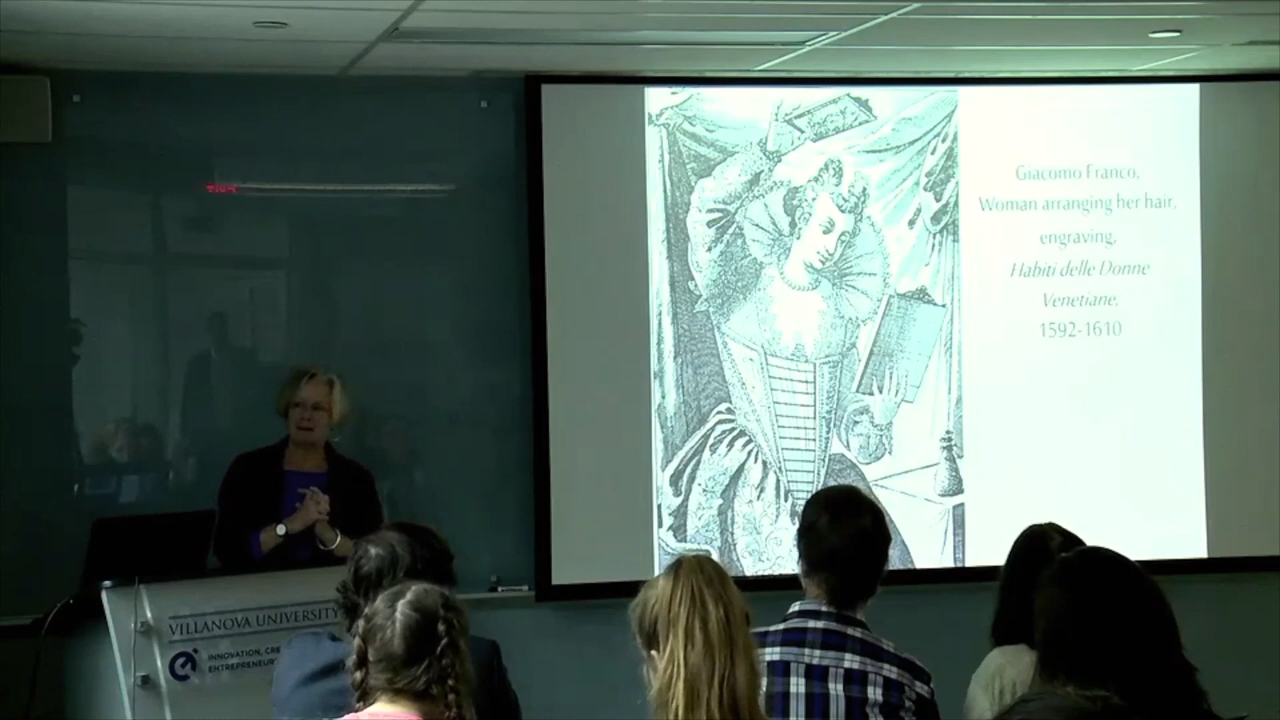 Giacomo Franco,
Woman arranging her hair,
engraving,
Habiti delle Donne
Venetiane,
1592-1610
VILLANOVA UNIVERSITY
INNOVATION, CRE
ENTREPRENEUR